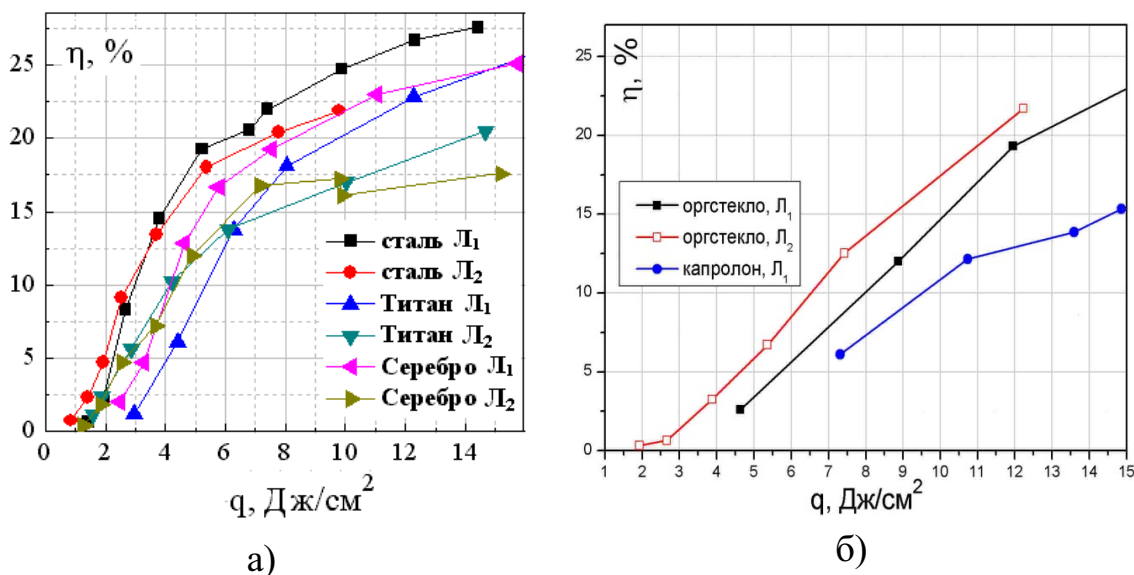 η, %
25
20
15
10
5
0
сталь Л1
сталь Л2
Титан Л1
Титан Л2
Серебро Л1
Серебро Л2
0 2 4 6 8 10 12 14
q, Дж/см²
а)
η, %
25
20
15
10
5
0
оргстекло, Л1
оргстекло, Л2
капролон, Л1
1 2 3 4 5 6 7 8 9 10 11 12 13 14 15
q, Дж/см²
б)